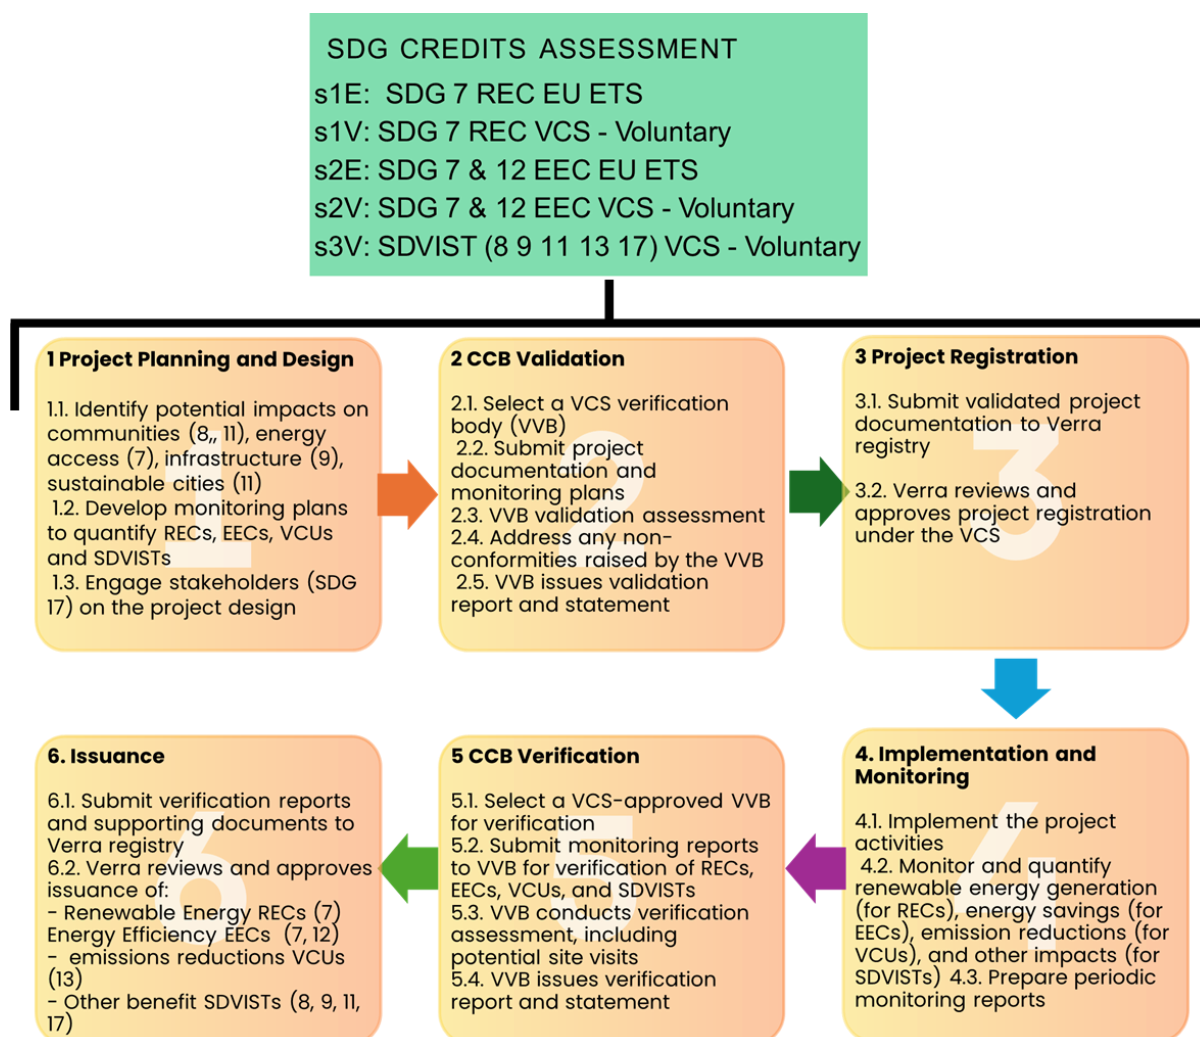 SDG CREDITS ASSESSMENT
s1E: SDG 7 REC EU ETS
s1V: SDG 7 REC VCS - Voluntary
s2E: SDG 7 & 12 EEC EU ETS
s2V: SDG 7 & 12 EEC VCS - Voluntary
s3V: SDVIST (8 9 11 13 17) VCS - Voluntary
1
1 Project Planning and Design
1.1. Identify potential impacts on
communities (8,, 11), energy
access (7), infrastructure (9),
sustainable cities (11)
1.2. Develop monitoring plans
to quantify RECs, EECs, VCUs
and SDVISTs
1.3. Engage stakeholders (SDG
17) on the project design
2
2 CCB Validation
2.1. Select a VCS verification
body (VVB)
2.2. Submit project
documentation and
monitoring plans
2.3. VVB validation assessment
2.4. Address any non-
conformities raised by the VVB
2.5. VVB issues validation
report and statement
3
3 Project Registration
3.1. Submit validated project
documentation to Verra
registry
3.2. Verra reviews and
approves project registration
under the VCS
4
4. Implementation and
Monitoring
4.1. Implement the project
activities
4.2. Monitor and quantify
renewable energy generation
(for RECs), energy savings (for
EECs), emission reductions (for
VCUs), and other impacts (for
SDVISTs) 4.3. Prepare periodic
monitoring reports
5
5 CCB Verification
5.1. Select a VCS-approved VVB
for verification
5.2. Submit monitoring reports
to VVB for verification of RECs,
EECs, VCUs, and SDVISTs
5.3. VVB conducts verification
assessment, including
potential site visits
5.4. VVB issues verification
report and statement
6
6. Issuance
6.1. Submit verification reports
and supporting documents to
Verra registry
6.2. Verra reviews and approves
issuance of:
- Renewable Energy RECs (7)
Energy Efficiency EECs (7, 12)
- emissions reductions VCUs
(13)
- Other benefit SDVISTs (8, 9, 11,
17)